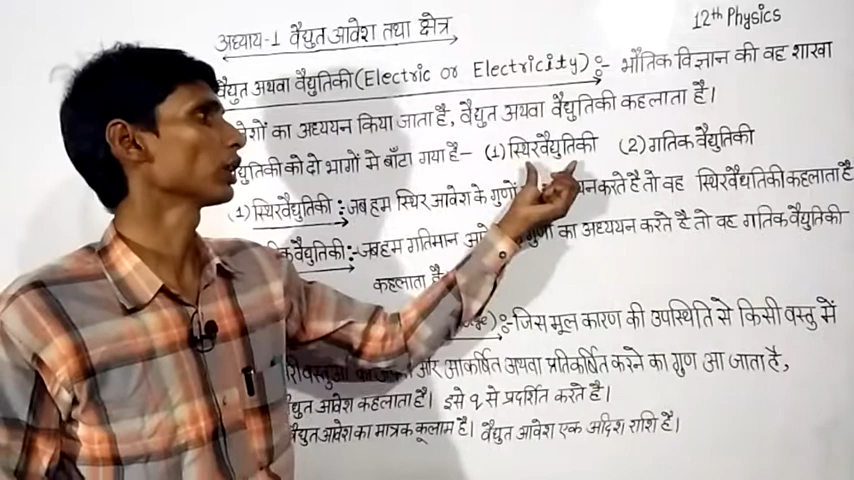 12th Physics
अध्याय-1 वैद्युत आवेश तथा क्षेत्र
वैद्युत अथवा वैद्युतिकी (Electric or Electricity) :- भौतिक विज्ञान की वह शाखा
का अध्ययन किया जाता है, वैद्युत अथवा वैद्युतिकी कहलाता है।
को दो भागों मे बाँटा गया है- (1) स्थिरवैद्युतिकी (2) गतिक वैद्युतिकी
(1) स्थिरवैद्युतिकी :- जब हम स्थिर आवेश के गुणों करते है तो वह स्थिरवैद्यतिकी कहलाता है
वैद्युतिकी :- जब हम गतिमान का अध्ययन करते है तो वह गतिक वैद्युतिकी
कहलाता है
:- जिस मूल कारण की उपस्थिति से किसी वस्तु में
और आकर्षित अथवा प्रतिकर्षित करने का गुण आ जाता है,
कहलाता है। इसे q से प्रदर्शित करते है।
आवेश का मात्रक कूलाम है। वैद्युत आवेश एक अदिश राशि है।